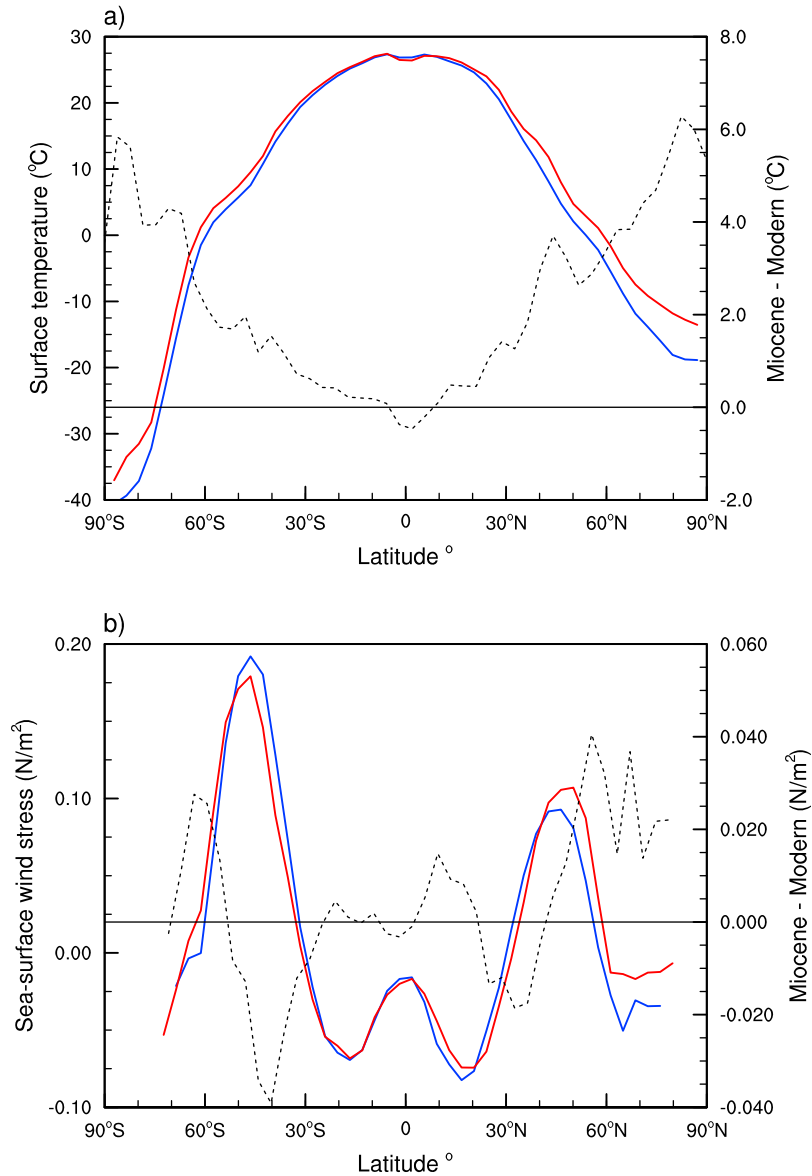 a)
30
20
10
0
-10
-20
-30
-40
Surface temperature (°C)
8.0
6.0
4.0
2.0
0.0
-2.0
Miocene - Modern (°C)
90°S 60°S 30°S 0 30°N 60°N 90°N
Latitude °
b)
0.20
0.10
0.00
-0.10
Sea-surface wind stress (N/m²)
0.060
0.040
0.020
0.000
-0.020
-0.040
Miocene - Modern (N/m²)
90°S 60°S 30°S 0 30°N 60°N 90°N
Latitude °